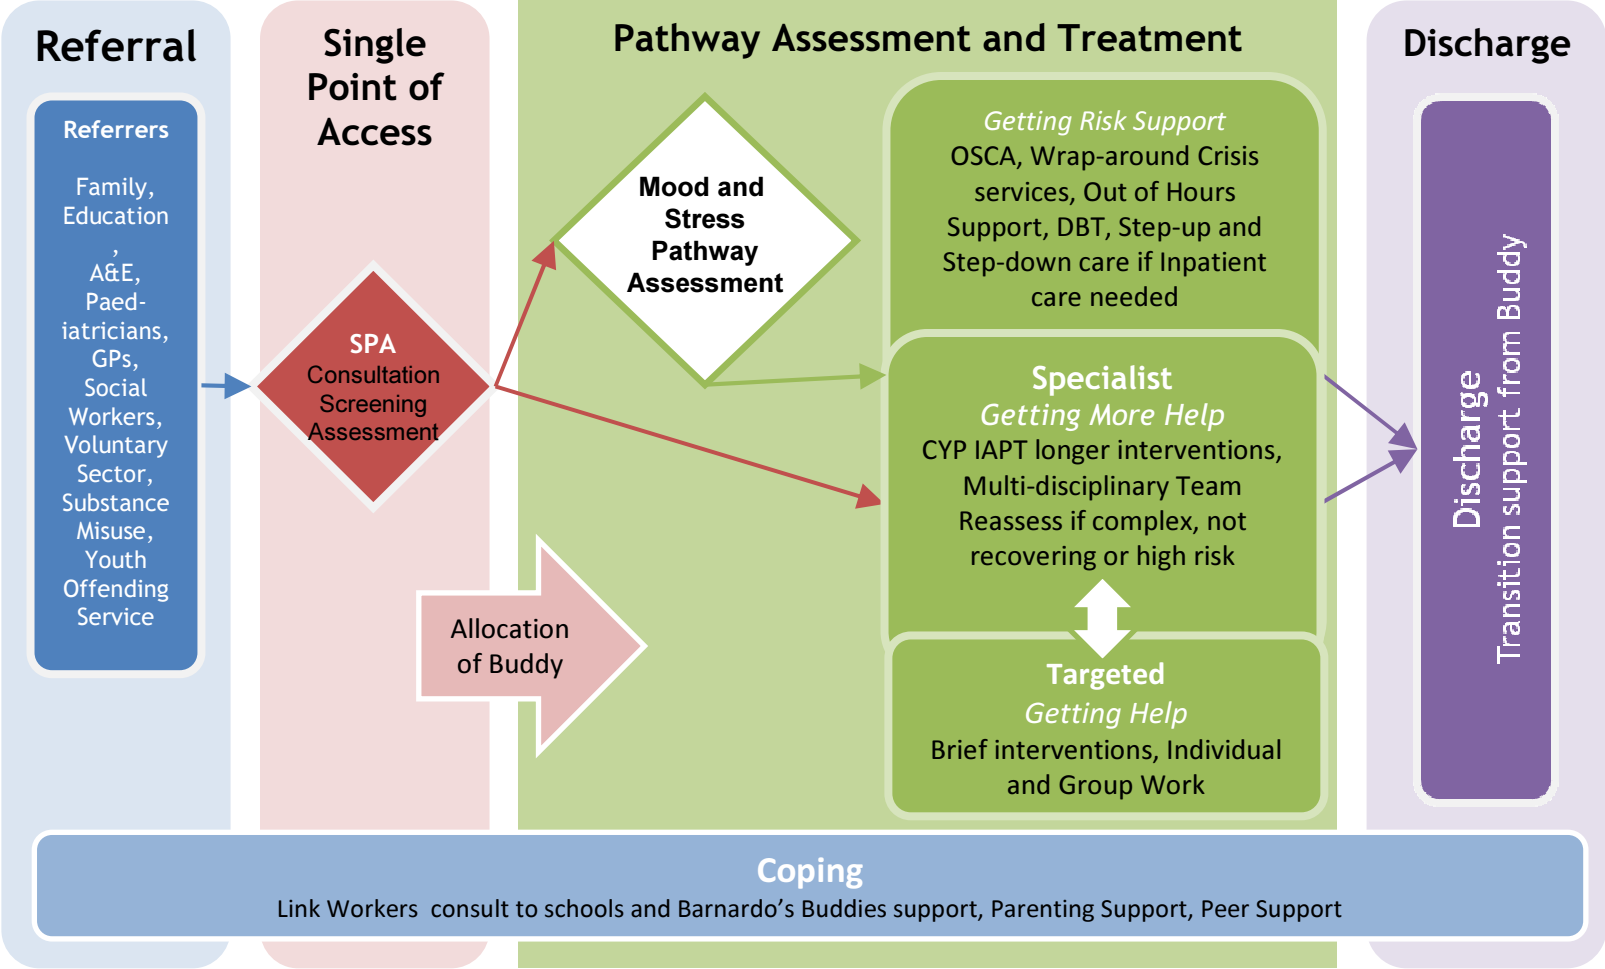 Referral
Referrers
Family,
Education
,
A&E,
Paed-
iatricians,
GPs,
Social
Workers,
Voluntary
Sector,
Substance
Misuse,
Youth
Offending
Service
Single
Point of
Access
SPA
Consultation
Screening
Assessment
Allocation
of Buddy
Pathway Assessment and Treatment
Mood and
Stress
Pathway
Assessment
Getting Risk Support
OSCA, Wrap-around Crisis
services, Out of Hours
Support, DBT, Step-up and
Step-down care if Inpatient
care needed
Specialist
Getting More Help
CYP IAPT longer interventions,
Multi-disciplinary Team
Reassess if complex, not
recovering or high risk
Targeted
Getting Help
Brief interventions, Individual
and Group Work
Discharge
Discharge
Transition support from Buddy
Coping
Link Workers  consult to schools and Barnardo’s Buddies support, Parenting Support, Peer Support